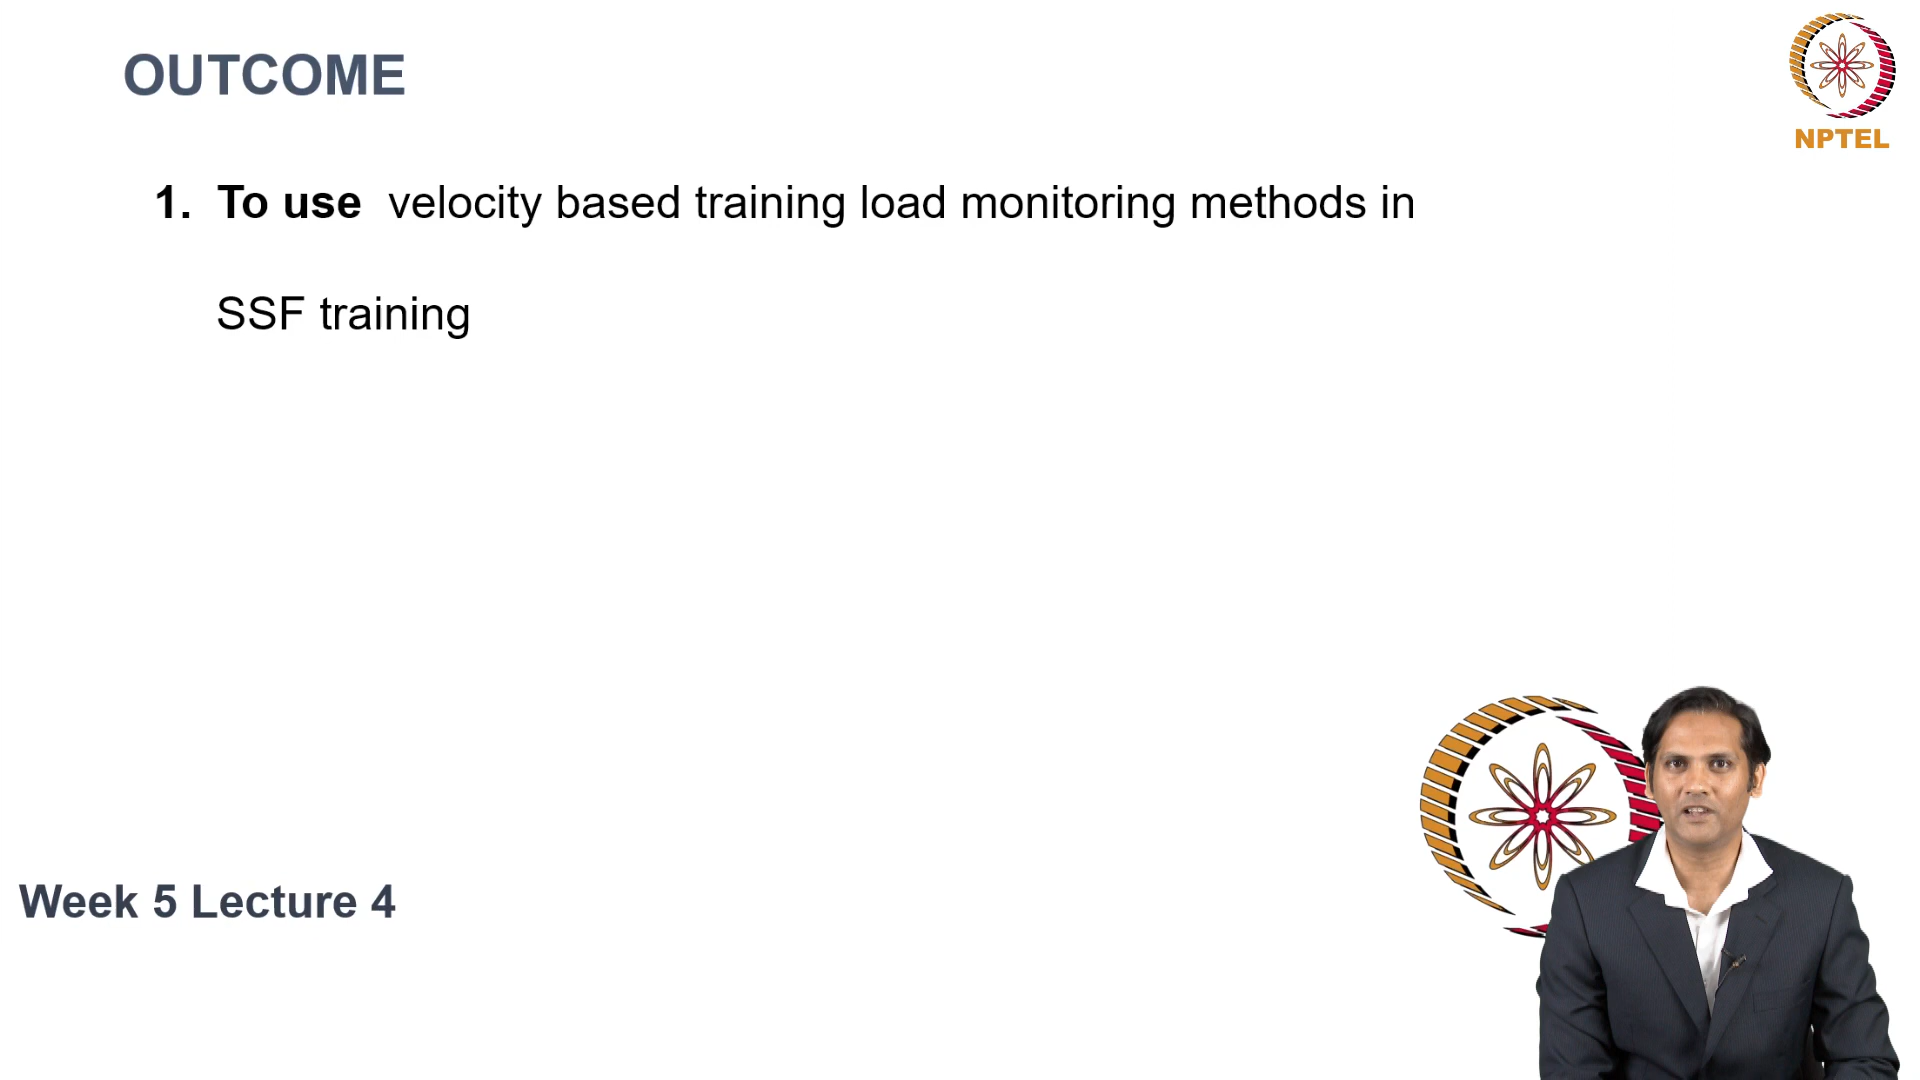 OUTCOME
NPTEL
1. To use velocity based training load monitoring methods in
SSF training
Week 5 Lecture 4